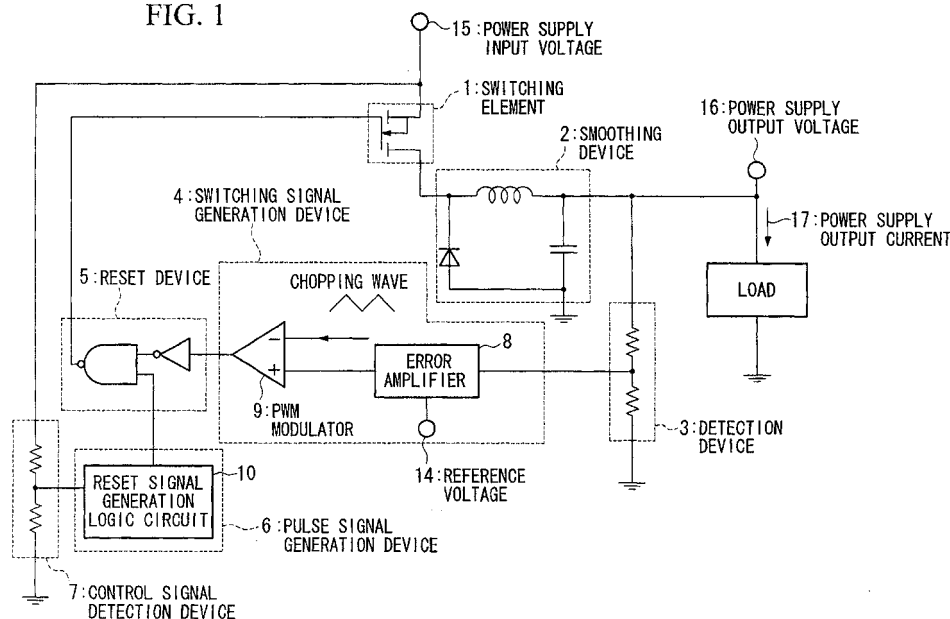 FIG. 1
15:POWER SUPPLY
INPUT VOLTAGE
1:SWITCHING
ELEMENT
16:POWER SUPPLY
OUTPUT VOLTAGE
2:SMOOTHING
DEVICE
4:SWITCHING SIGNAL
GENERATION DEVICE
17:POWER SUPPLY
OUTPUT CURRENT
5:RESET DEVICE
CHOPPING WAVE
LOAD
8
ERROR
AMPLIFIER
−
+
9:PWM
MODULATOR
3:DETECTION
DEVICE
14:REFERENCE
VOLTAGE
10
RESET SIGNAL
GENERATION
LOGIC CIRCUIT
6:PULSE SIGNAL
GENERATION DEVICE
7:CONTROL SIGNAL
DETECTION DEVICE